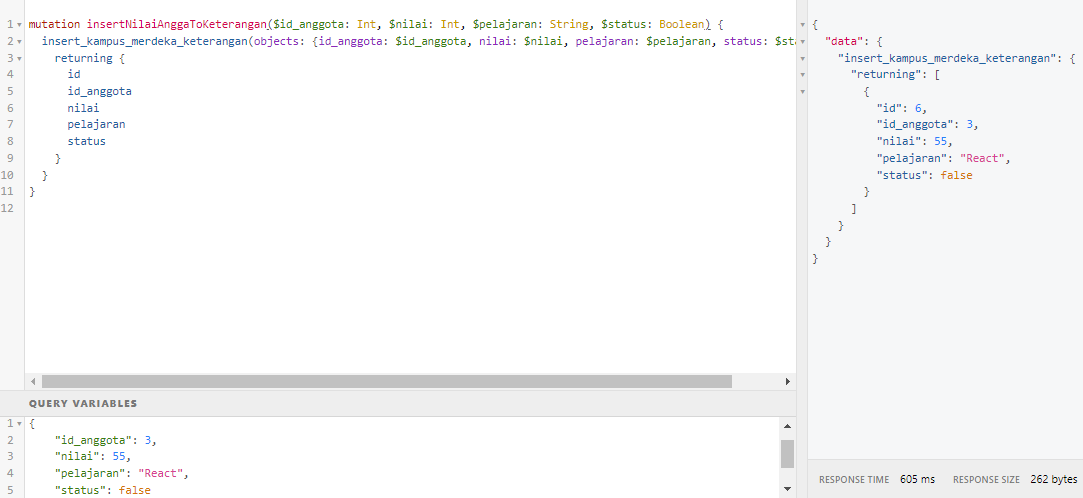 1 mutation insertNilaiAnggaToKeterangan($id_anggota: Int, $nilai: Int, $pelajaran: String, $status: Boolean) {
2 insert_kampus_merdeka_keterangan(objects: {id_anggota: $id_anggota, nilai: $nilai, pelajaran: $pelajaran, status: $sta
3 returning {
4 id
5 id_anggota
6 nilai
7 pelajaran
8 status
9 }
10 }
11 }
12
QUERY VARIABLES
1 {
2 "id_anggota": 3,
3 "nilai": 55,
4 "pelajaran": "React",
5 "status": false
{
"data": {
"insert_kampus_merdeka_keterangan": {
"returning": [
{
"id": 6,
"id_anggota": 3,
"nilai": 55,
"pelajaran": "React",
"status": false
}
]
}
}
}
RESPONSE TIME 605 ms RESPONSE SIZE 262 bytes